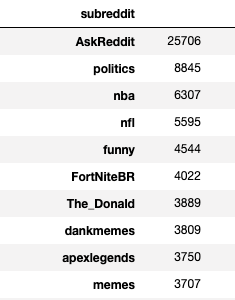 subreddit
AskReddit 25706
politics 8845
nba 6307
nfl 5595
funny 4544
FortNiteBR 4022
The_Donald 3889
dankmemes 3809
apexlegends 3750
memes 3707